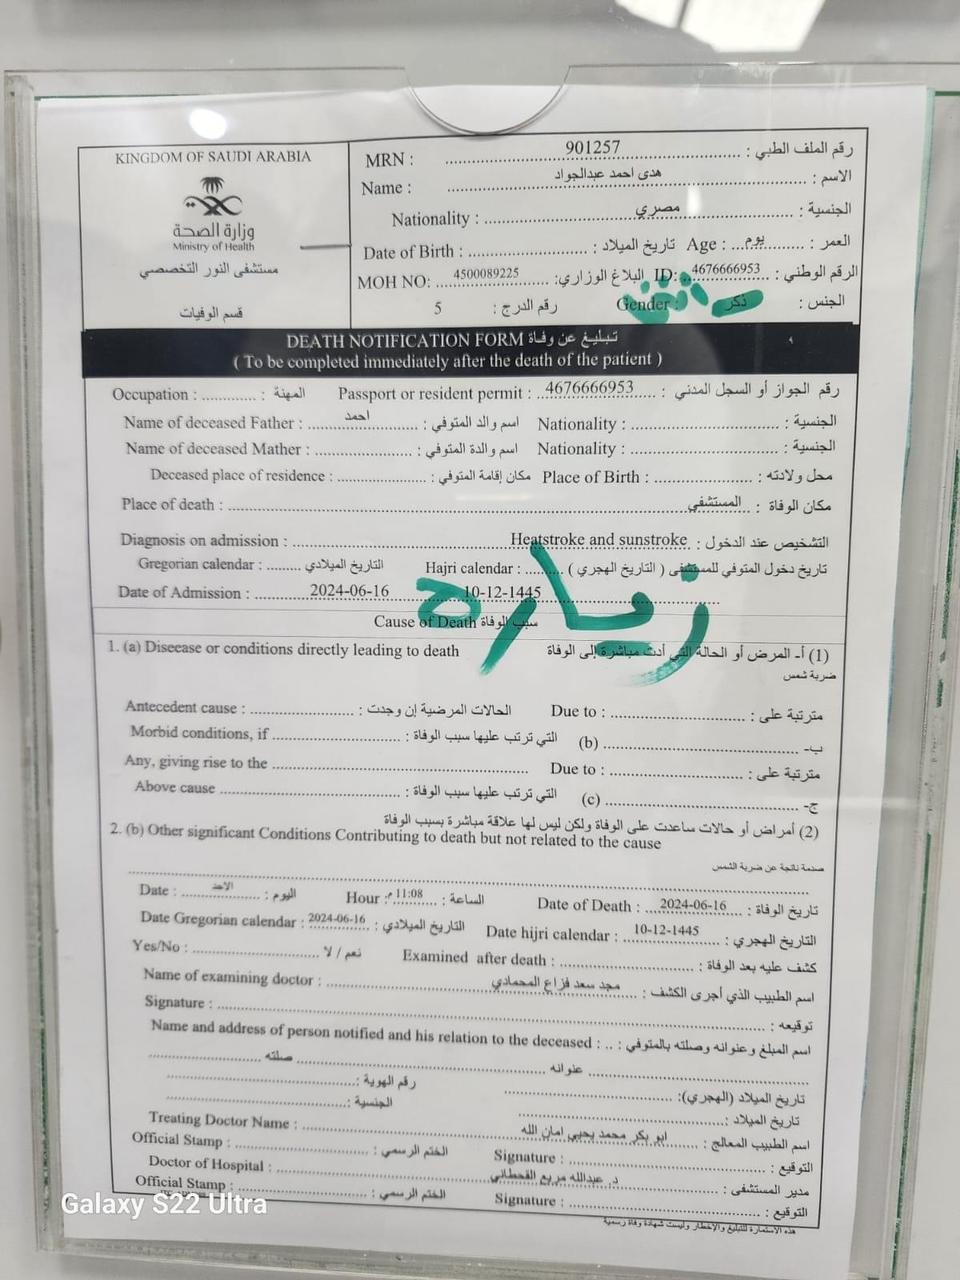 KINGDOM OF SAUDI ARABIA
وزارة الصحة
Ministry of Health
مستشفى النور التخصصي
قسم الوفيات
MRN : 901257 رقم الملف الطبي :
Name : هدى احمد عبدالجواد الاسم :
Nationality : مصري الجنسية :
Date of Birth : تاريخ الميلاد : Age : يوم العمر :
MOH NO: 4500089225 البلاغ الوزاري: ID: 4676666953 الرقم الوطني :
5 رقم الدرج : Gender : ذكر الجنس :
DEATH NOTIFICATION FORM تبليغ عن وفاة
( To be completed immediately after the death of the patient )
Occupation : المهنة : Passport or resident permit : 4676666953 رقم الجواز أو السجل المدني :
Name of deceased Father : احمد اسم والد المتوفي : Nationality : الجنسية :
Name of deceased Mather : اسم والدة المتوفي : Nationality : الجنسية :
Deceased place of residence : مكان إقامة المتوفي : Place of Birth : محل ولادته :
Place of death : المستشفى مكان الوفاة :
Diagnosis on admission : Heatstroke and sunstroke التشخيص عند الدخول :
Gregorian calendar : التاريخ الميلادي Hajri calendar : تاريخ دخول المتوفي للمستشفى ( التاريخ الهجري )
Date of Admission : 2024-06-16 10-12-1445
زياره
Cause of Death سبب الوفاة
1. (a) Disecase or conditions directly leading to death (1) أ- المرض أو الحالة التي أدت مباشرة إلى الوفاة
ضربة شمس
Antecedent cause : الحالات المرضية إن وجدت : Due to : مترتبة على :
Morbid conditions, if التي ترتب عليها سبب الوفاة : (b) ب-
Any, giving rise to the Due to : مترتبة على :
Above cause التي ترتب عليها سبب الوفاة : (c) ج-
2. (b) Other significant Conditions Contributing to death but not related to the cause (2) أمراض أو حالات ساعدت على الوفاة ولكن ليس لها علاقة مباشرة بسبب الوفاة
صدمة ناتجة عن ضربة الشمس
Date : الاحد اليوم : Hour : 11:08 م الساعة : Date of Death : 2024-06-16 تاريخ الوفاة :
Date Gregorian calendar : 2024-06-16 التاريخ الميلادي : Date hijri calendar : 10-12-1445 التاريخ الهجري :
Yes/No : نعم / لا Examined after death : كشف عليه بعد الوفاة :
Name of examining doctor : مجد سعد فزاع المحمادي اسم الطبيب الذي أجرى الكشف :
Signature : توقيعه :
Name and address of person notified and his relation to the deceased : اسم المبلغ وعنوانه وصلته بالمتوفي :
عنوانه صلته
رقم الهوية : تاريخ الميلاد (الهجري):
الجنسية : تاريخ الميلاد :
Treating Doctor Name : ابو بكر محمد يحيي امان الله اسم الطبيب المعالج :
Official Stamp : الختم الرسمي : Signature : التوقيع :
Doctor of Hospital : د. عبدالله مريع القحطاني مدير المستشفى :
Official Stamp : الختم الرسمي : Signature : التوقيع :
هذه الاستمارة للتبليغ والإخطار وليست شهادة وفاة رسمية
Galaxy S22 Ultra